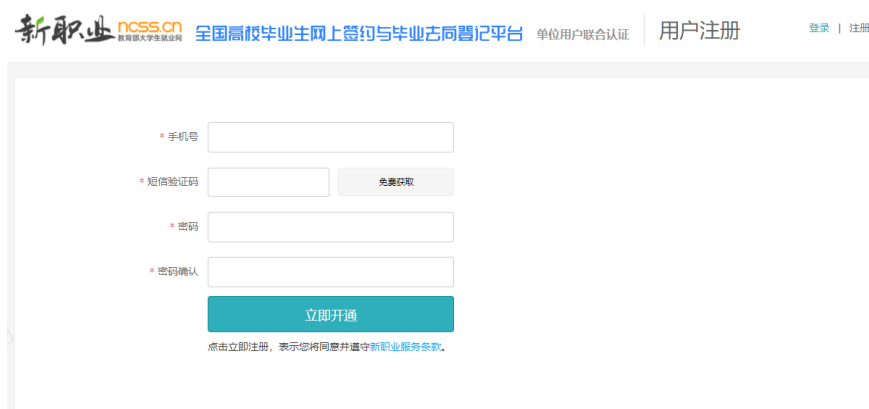 新职业 ncss.cn 教育部大学生就业网 全国高校毕业生网上签约与毕业去向登记平台 单位用户联合认证 用户注册 登录 | 注册
* 手机号
* 短信验证码 免费获取
* 密码
* 密码确认
立即开通
点击立即注册，表示您将同意并遵守新职业服务条款。